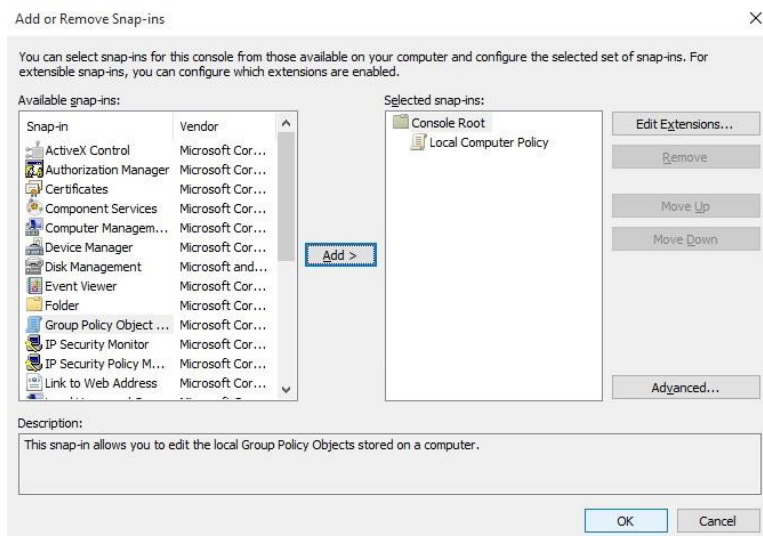 Add or Remove Snap-ins
You can select snap-ins for this console from those available on your computer and configure the selected set of snap-ins. For
extensible snap-ins, you can configure which extensions are enabled.
Available snap-ins:
Snap-in Vendor
ActiveX Control Microsoft Cor...
Authorization Manager Microsoft Cor...
Certificates Microsoft Cor...
Component Services Microsoft Cor...
Computer Managem... Microsoft Cor...
Device Manager Microsoft Cor...
Disk Management Microsoft and...
Event Viewer Microsoft Cor...
Folder Microsoft Cor...
Group Policy Object ... Microsoft Cor...
IP Security Monitor Microsoft Cor...
IP Security Policy M... Microsoft Cor...
Link to Web Address Microsoft Cor...
Add >
Selected snap-ins:
Console Root
Local Computer Policy
Edit Extensions...
Remove
Move Up
Move Down
Advanced...
Description:
This snap-in allows you to edit the local Group Policy Objects stored on a computer.
OK Cancel